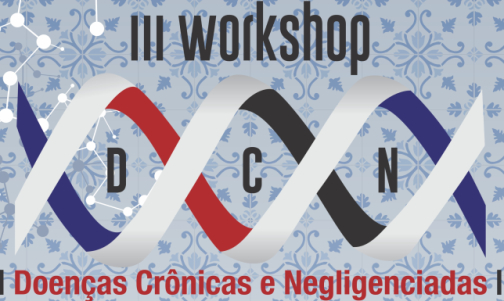 III workshop
D C N
Doenças Crônicas e Negligenciadas